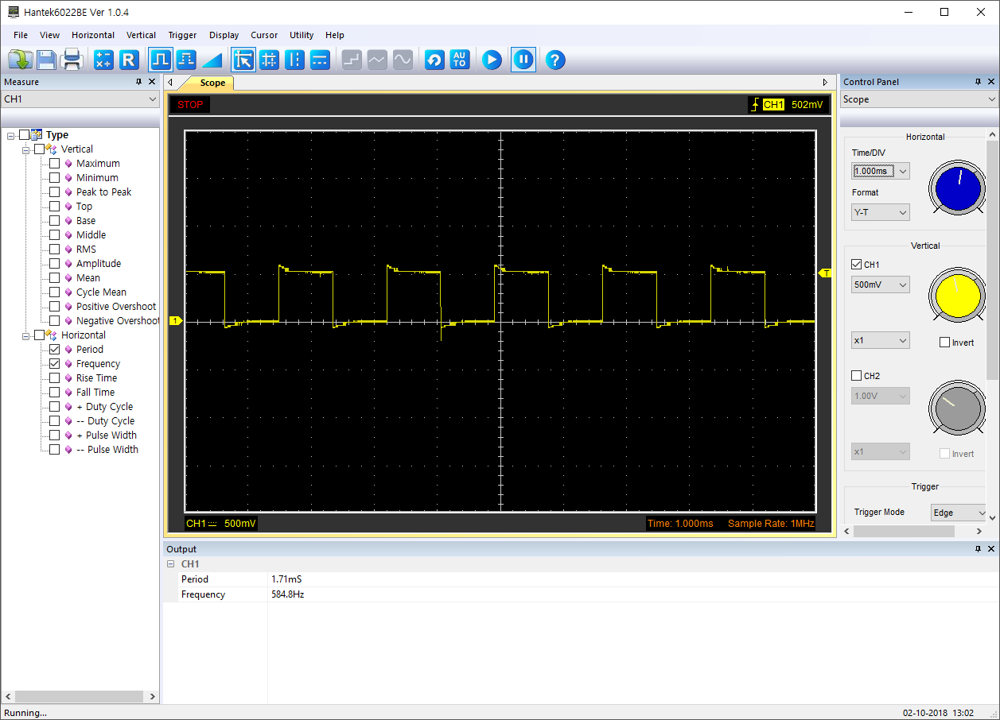 Hantek6022BE Ver 1.0.4
File View Horizontal Vertical Trigger Display Cursor Utility Help
R AU TO ?
Measure
CH1
Type
Vertical
Maximum
Minimum
Peak to Peak
Top
Base
Middle
RMS
Amplitude
Mean
Cycle Mean
Positive Overshoot
Negative Overshoot
Horizontal
Period
Frequency
Rise Time
Fall Time
+ Duty Cycle
-- Duty Cycle
+ Pulse Width
-- Pulse Width
Scope
STOP CH1 502mV
T
1
CH1 500mV Time: 1.000ms Sample Rate: 1MHz
Control Panel
Scope
Horizontal
Time/DIV
1.000ms
Format
Y-T
Vertical
CH1
500mV
x1 Invert
CH2
1.00V
x1 Invert
Trigger
Trigger Mode Edge
Output
CH1
Period 1.71mS
Frequency 584.8Hz
Running... 02-10-2018 13:02